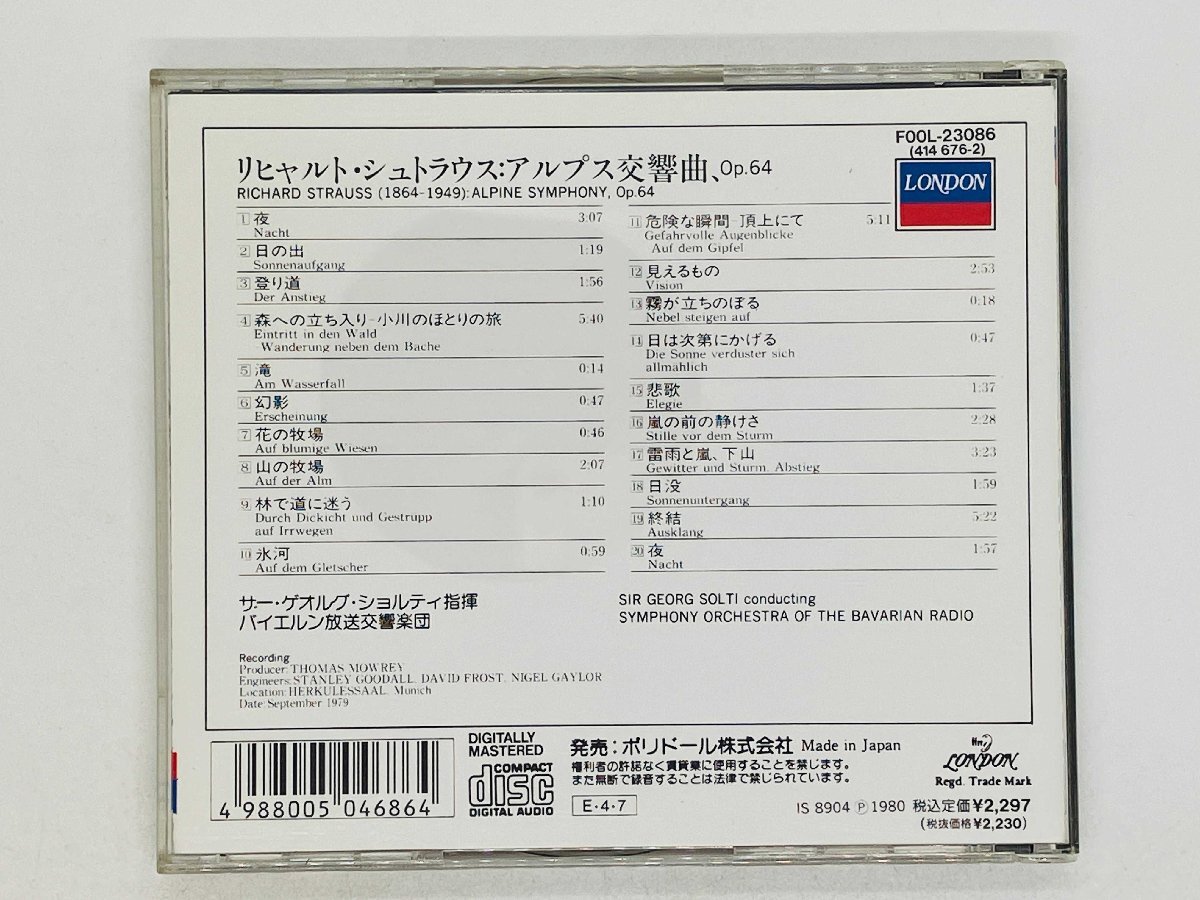 FOOL-23086
(414 676-2)
LONDON
リヒャルト・シュトラウス:アルプス交響曲、Op.64
RICHARD STRAUSS (1864-1949): ALPINE SYMPHONY, Op.64
1 夜 3:07
Nacht
2 日の出 1:19
Sonnenaufgang
3 登り道 1:56
Der Anstieg
4 森への立ち入り-小川のほとりの旅 5:40
Eintritt in den Wald
-Wanderung neben dem Bache
5 滝 0:14
Am Wasserfall
6 幻影 0:47
Erscheinung
7 花の牧場 0:46
Auf blumige Wiesen
8 山の牧場 2:07
Auf der Alm
9 林で道に迷う 1:10
Durch Dickicht und Gestrupp
auf Irrwegen
10 氷河 0:59
Auf dem Gletscher
11 危険な瞬間-頂上にて 5:11
Gefahrvolle Augenblicke
-Auf dem Gipfel
12 見えるもの 2:53
Vision
13 霧が立ちのぼる 0:18
Nebel steigen auf
14 日は次第にかげる 0:47
Die Sonne verduster sich
allmahlich
15 悲歌 1:37
Elegie
16 嵐の前の静けさ 2:28
Stille vor dem Sturm
17 雷雨と嵐、下山 3:23
Gewitter und Sturm, Abstieg
18 日没 1:59
Sonnenuntergang
19 終結 5:22
Ausklang
20 夜 1:57
Nacht
サー・ゲオルグ・ショルティ指揮
バイエルン放送交響楽団
SIR GEORG SOLTI conducting
SYMPHONY ORCHESTRA OF THE BAVARIAN RADIO
Recording
Producer: THOMAS MOWREY
Engineers: STANLEY GOODALL, DAVID FROST, NIGEL GAYLOR
Location: HERKULESSAAL, Munich
Date: September 1979
4 988005 046864
DIGITALLY
MASTERED
COMPACT
disc
DIGITAL AUDIO
発売:ポリドール株式会社 Made in Japan
権利者の許諾なく賃貸業に使用することを禁じます。
また無断で録音することは法律で禁じられています。
E・4・7
LONDON
Regd. Trade Mark
IS 8904 Ⓟ 1980 税込定価¥2,297
(税抜価格¥2,230)